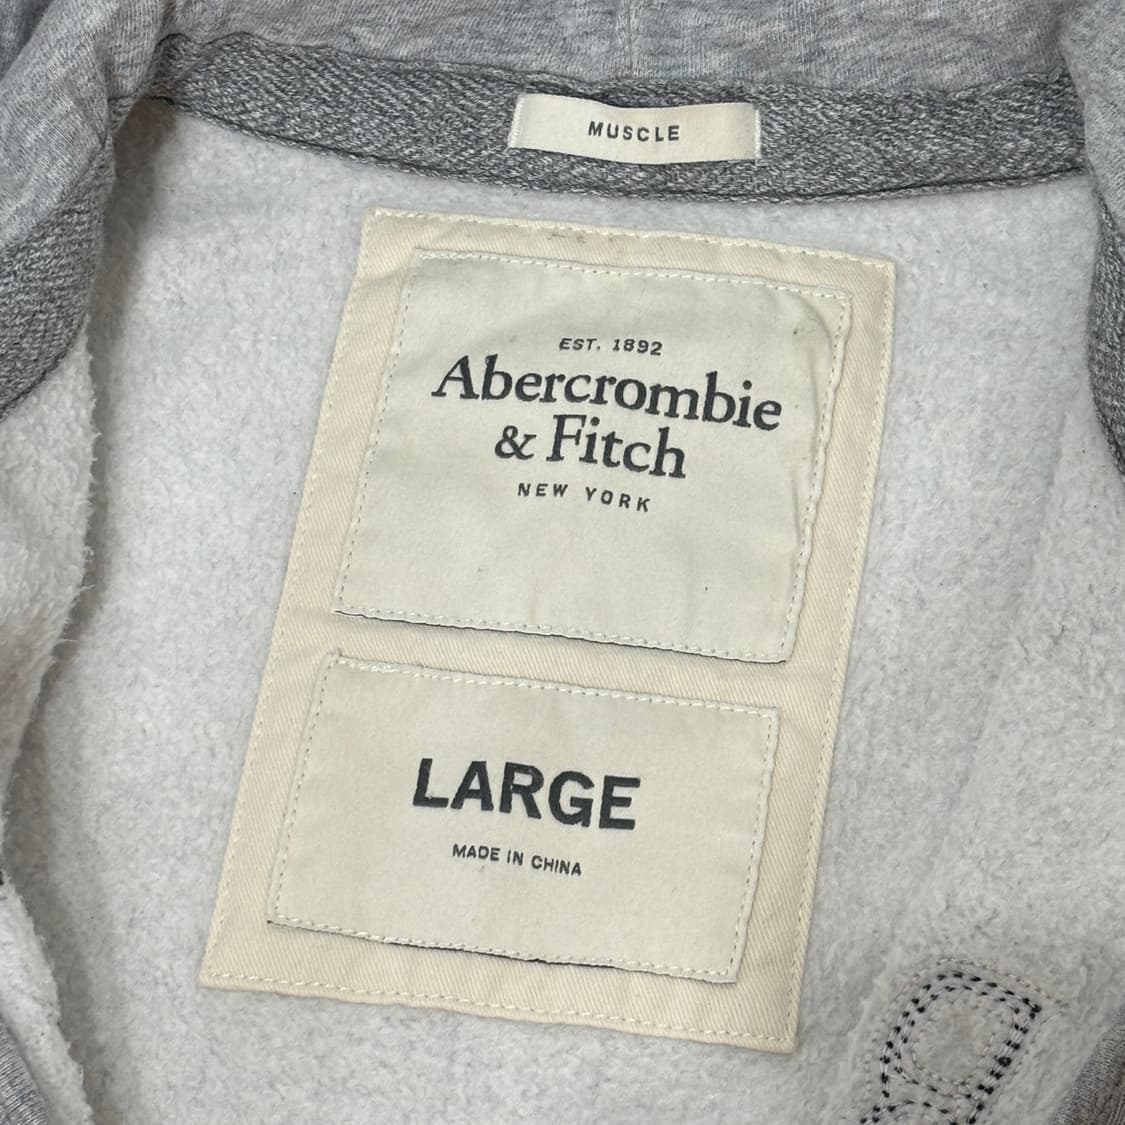 MUSCLE
EST. 1892
Abercrombie
& Fitch
NEW YORK
LARGE
MADE IN CHINA